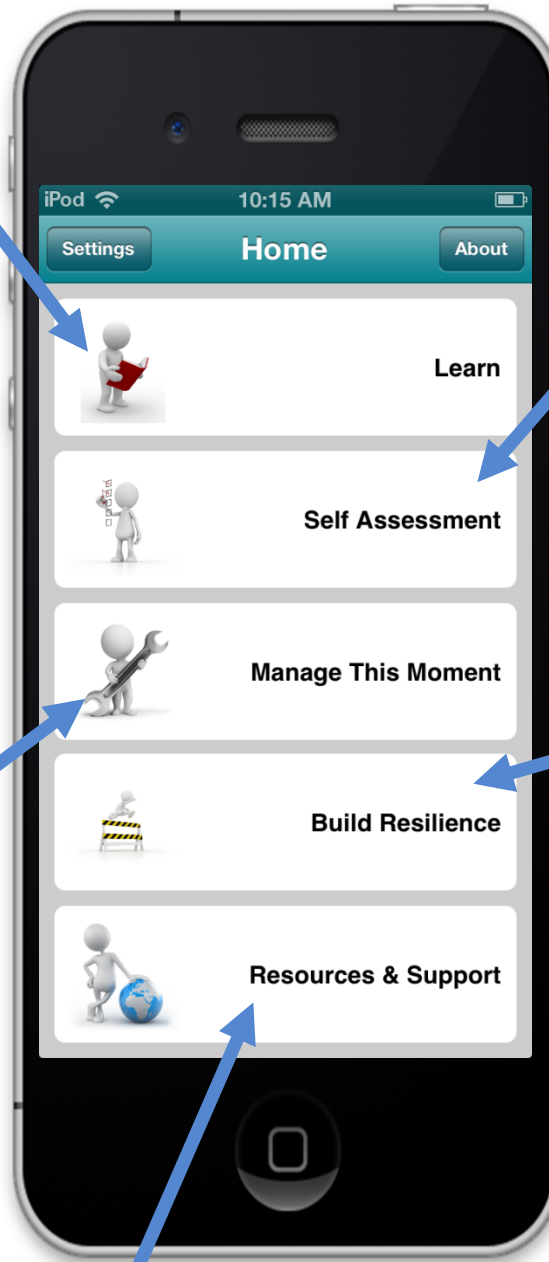 iPod 10:15 AM
Settings Home About
Learn
Self Assessment
Manage This Moment
Build Resilience
Resources & Support